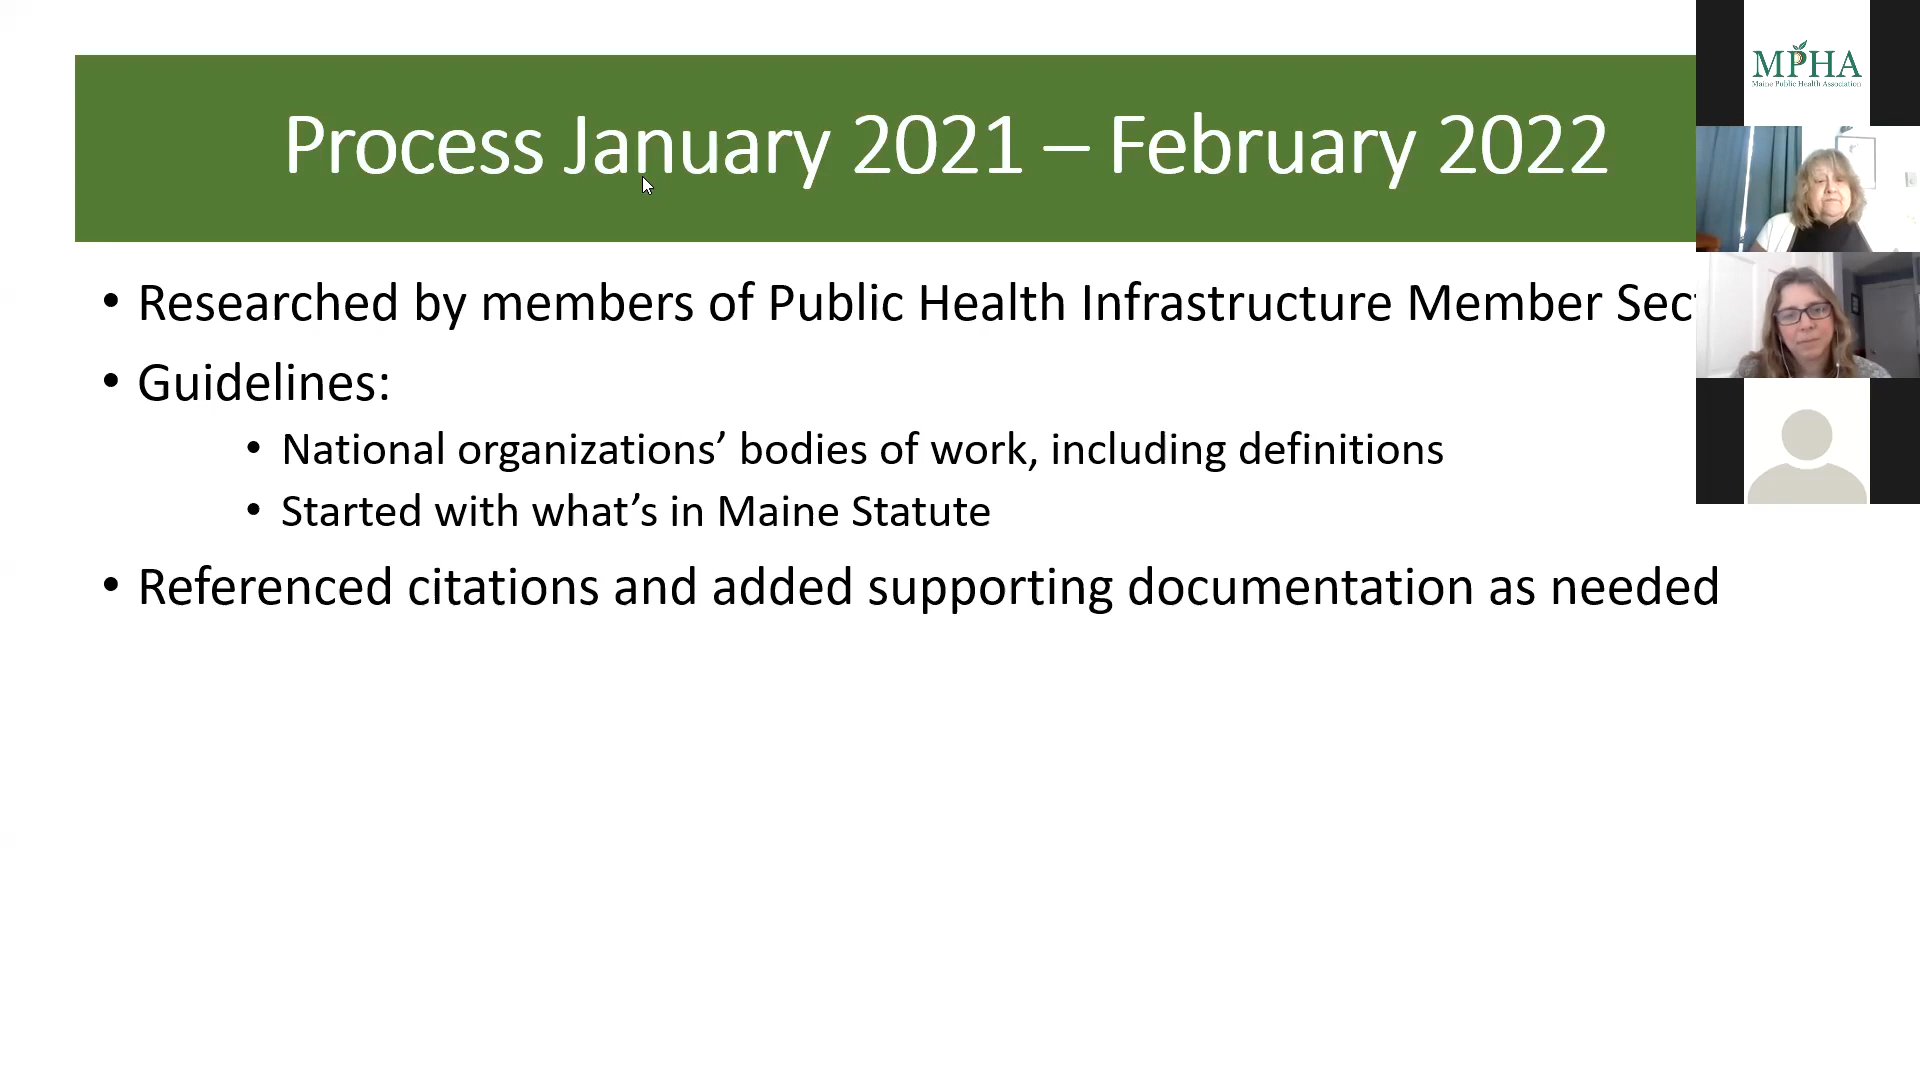 Process January 2021 – February 2022
• Researched by members of Public Health Infrastructure Member Sec
• Guidelines:
• National organizations’ bodies of work, including definitions
• Started with what’s in Maine Statute
• Referenced citations and added supporting documentation as needed
MPHA
Maine Public Health Association